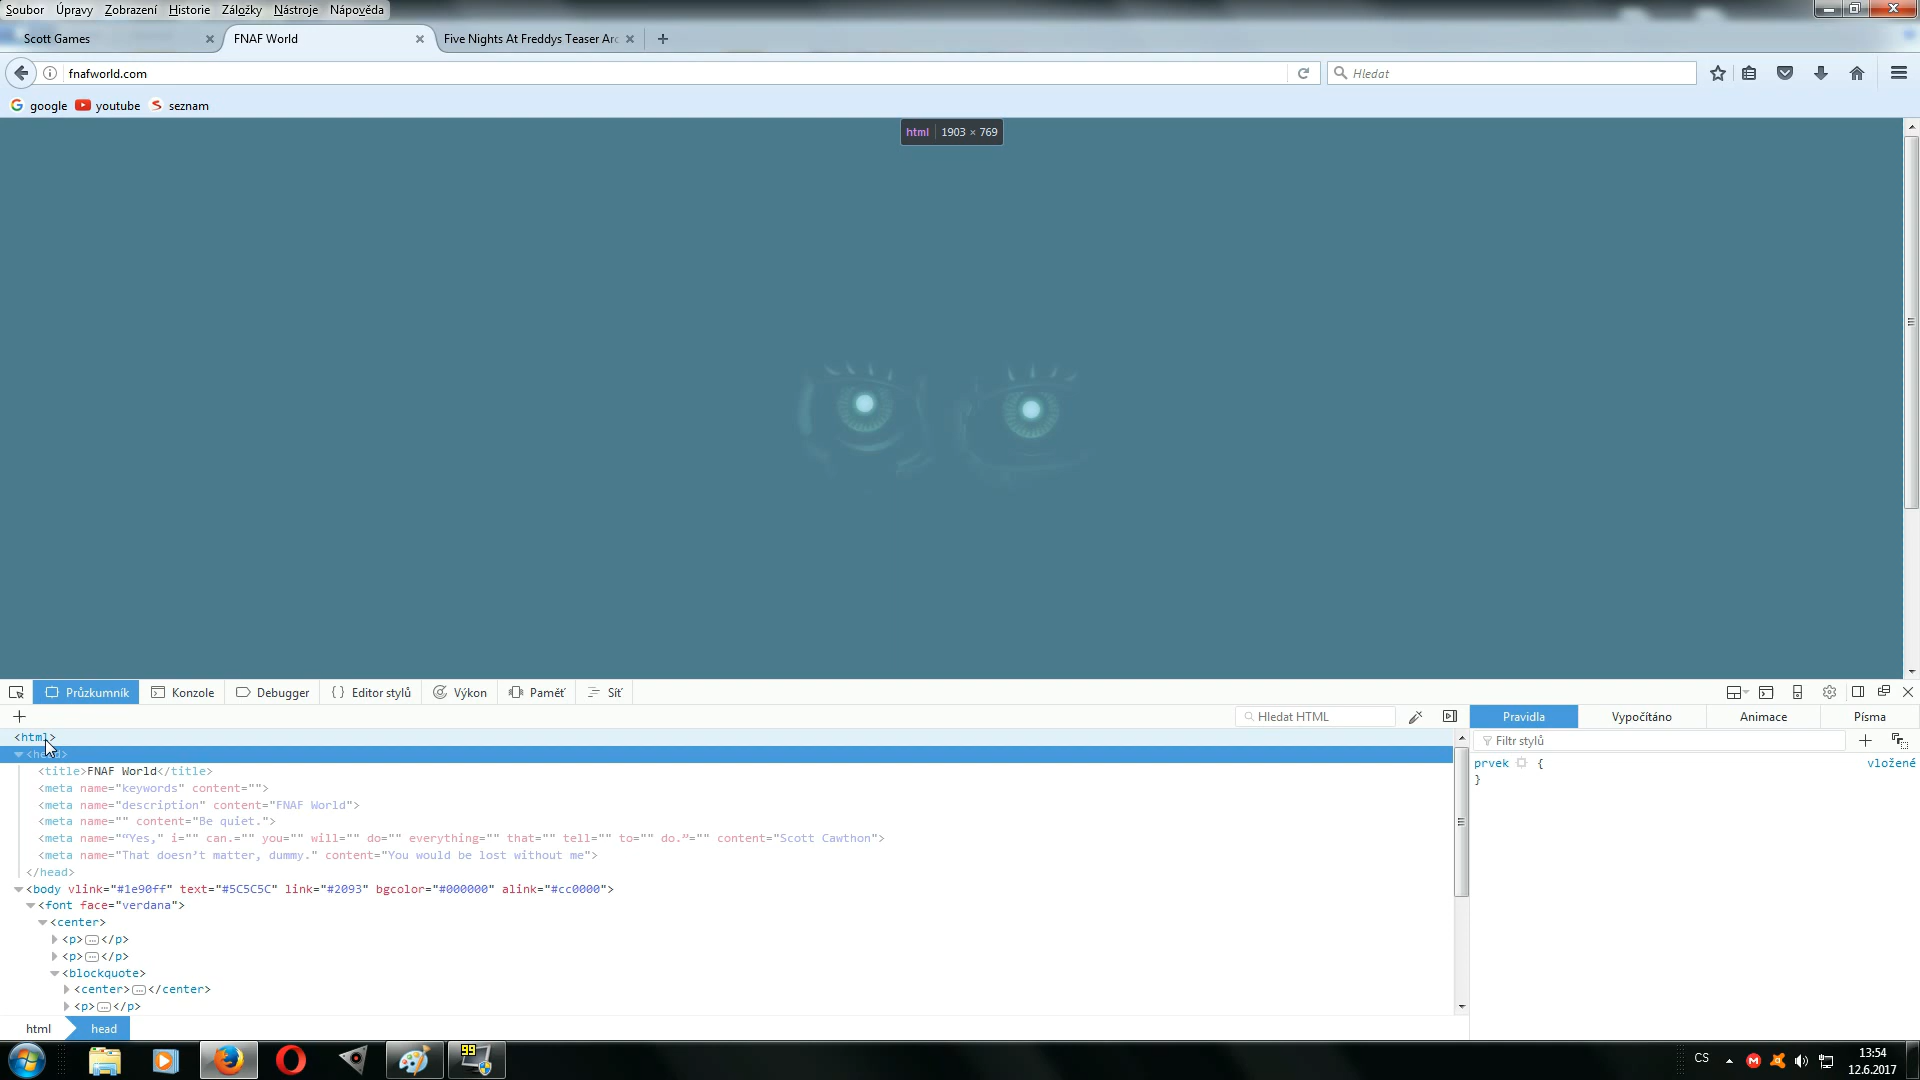 Soubor Úpravy Zobrazení Historie Záložky Nástroje Nápověda
Scott Games FNAF World Five Nights At Freddys Teaser Arc
fnafworld.com Hledat
google youtube seznam
html 1903 × 769
Průzkumník Konzole Debugger Editor stylů Výkon Paměť Síť
Hledat HTML Pravidla Vypočítáno Animace Písma
Filtr stylů
<html>
<head>
<title>FNAF World</title>
<meta name="keywords" content="">
<meta name="description" content="FNAF World">
<meta name="" content="Be quiet.">
<meta name="“Yes," i="" can.="" you="" will="" do="" everything="" that="" tell="" to="" do.”="" content="Scott Cawthon">
<meta name="That doesn’t matter, dummy." content="You would be lost without me">
</head>
<body vlink="#1e90ff" text="#5C5C5C" link="#2093" bgcolor="#000000" alink="#cc0000">
<font face="verdana">
<center>
<p>…</p>
<p>…</p>
<blockquote>
<center>…</center>
<p>…</p>
prvek { vložené
}
html head
99
CS
13:54
12.6.2017